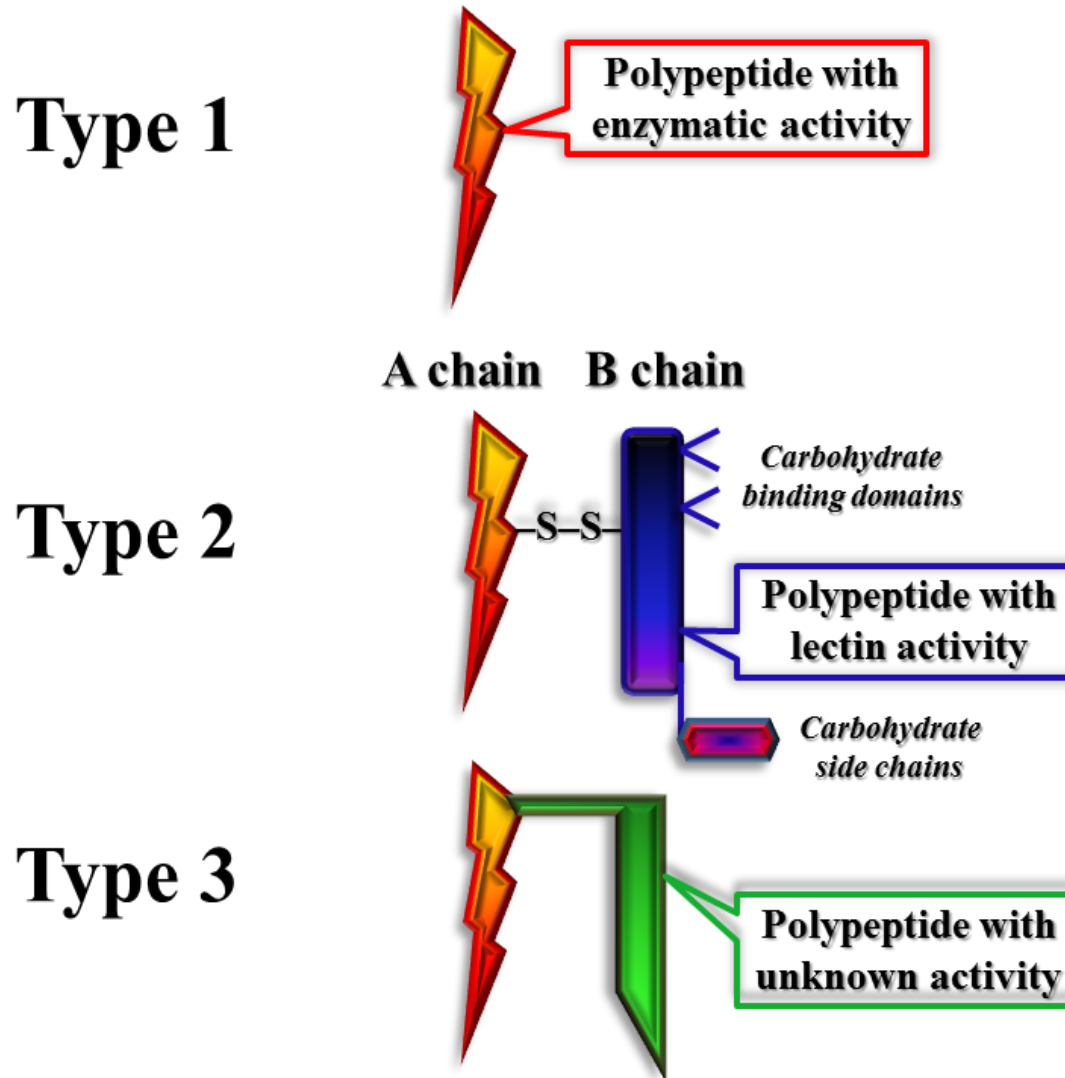 Type 1
Polypeptide with
enzymatic activity
A chain
B chain
Type 2
–S–S–
Carbohydrate
binding domains
Polypeptide with
lectin activity
Carbohydrate
side chains
Type 3
Polypeptide with
unknown activity